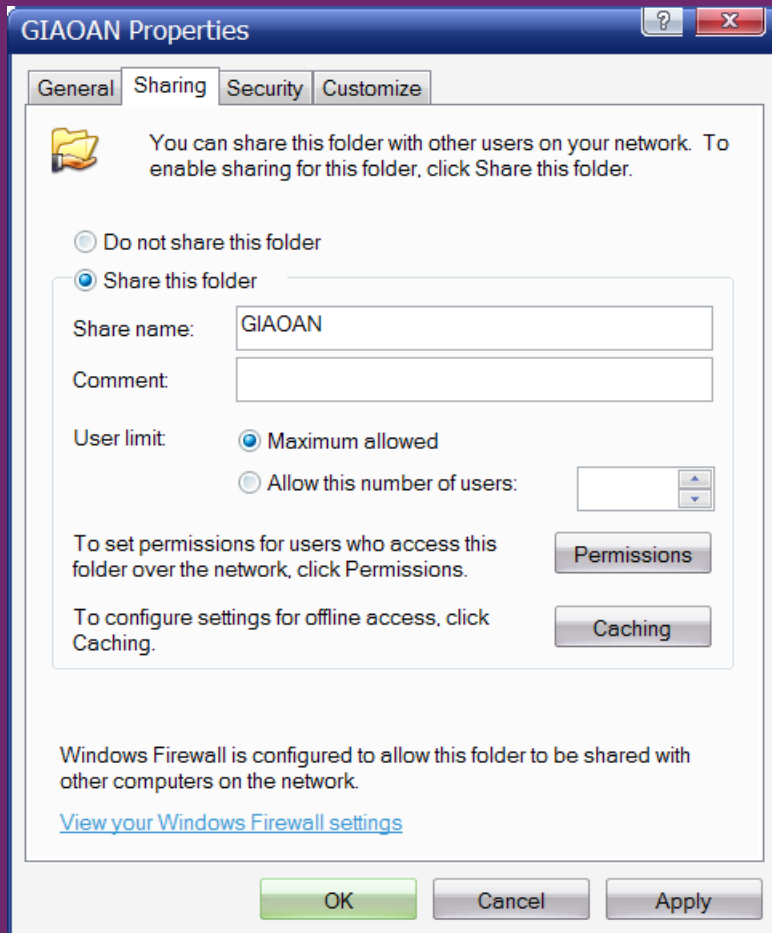 GIAOAN Properties
General Sharing Security Customize
You can share this folder with other users on your network. To
enable sharing for this folder, click Share this folder.
Do not share this folder
Share this folder
Share name: GIAOAN
Comment:
User limit: Maximum allowed
Allow this number of users:
To set permissions for users who access this
folder over the network, click Permissions.
Permissions
To configure settings for offline access, click
Caching.
Caching
Windows Firewall is configured to allow this folder to be shared with
other computers on the network.
View your Windows Firewall settings
OK Cancel Apply